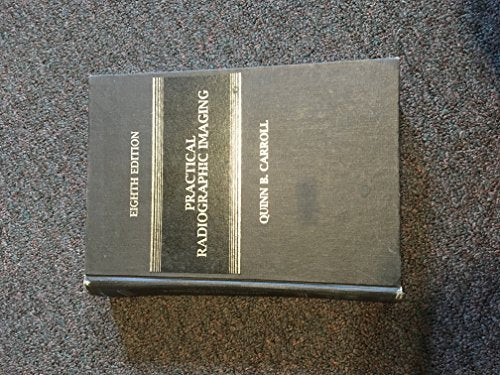 EIGHTH EDITION
PRACTICAL
RADIOGRAPHIC IMAGING
QUINN B. CARROLL